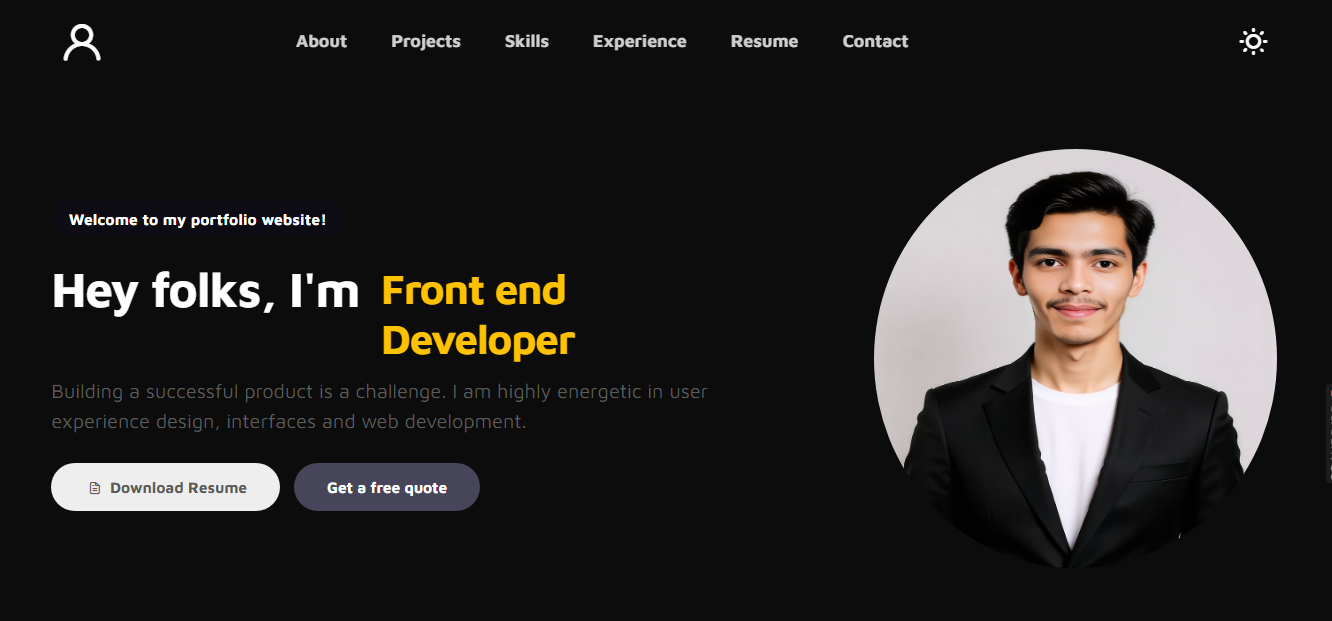 About Projects Skills Experience Resume Contact
Welcome to my portfolio website!
Hey folks, I'm Front end
Developer
Building a successful product is a challenge. I am highly energetic in user
experience design, interfaces and web development.
Download Resume Get a free quote